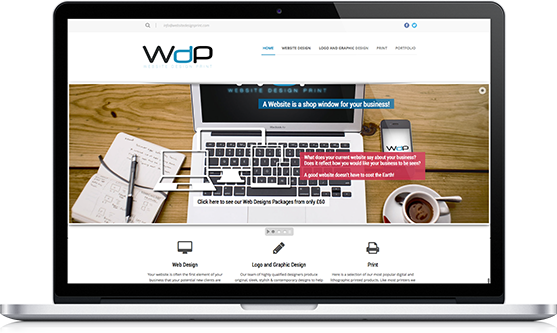 WdP
WEBSITE DESIGN PRINT
HOME WEBSITE DESIGN LOGO AND GRAPHIC DESIGN PRINT PORTFOLIO
WEBSITE DESIGN PRINT
A Website is a shop window for your business!
WdP
What does your current website say about your business?
Does it reflect how you would like your business to be seen?
A good website doesn't have to cost the Earth!
Click here to see our Web Designs Packages from only £60
Web Design
Logo and Graphic Design
Print
Your website is often the first element of your
business that your potential new clients are
Our team of highly qualified designers produce
original, sleek, stylish & contemporary designs to help
Here is a selection of our most popular digital and
lithographic printed products. Like most printers we